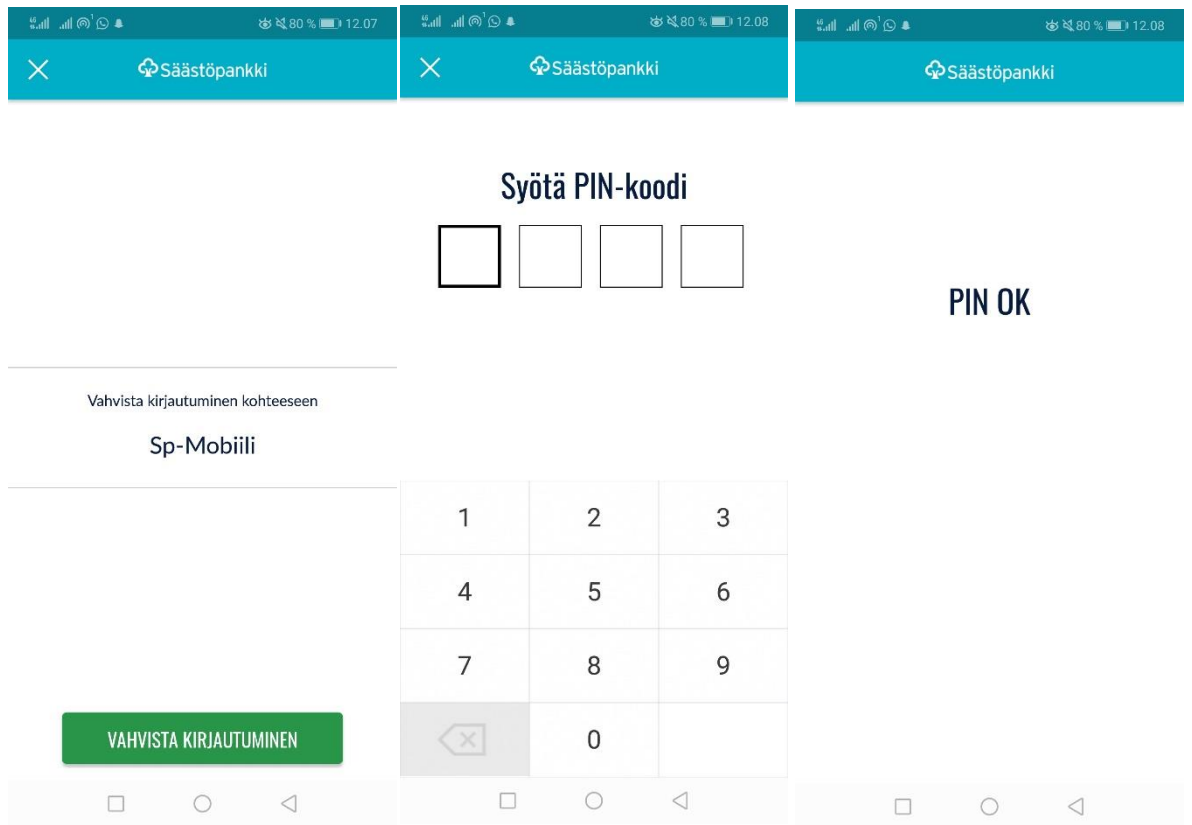 80 % 12.07
Säästöpankki
Vahvista kirjautuminen kohteeseen
Sp-Mobiili
VAHVISTA KIRJAUTUMINEN
80 % 12.08
Säästöpankki
Syötä PIN-koodi
1 2 3
4 5 6
7 8 9
0
80 % 12.08
Säästöpankki
PIN OK